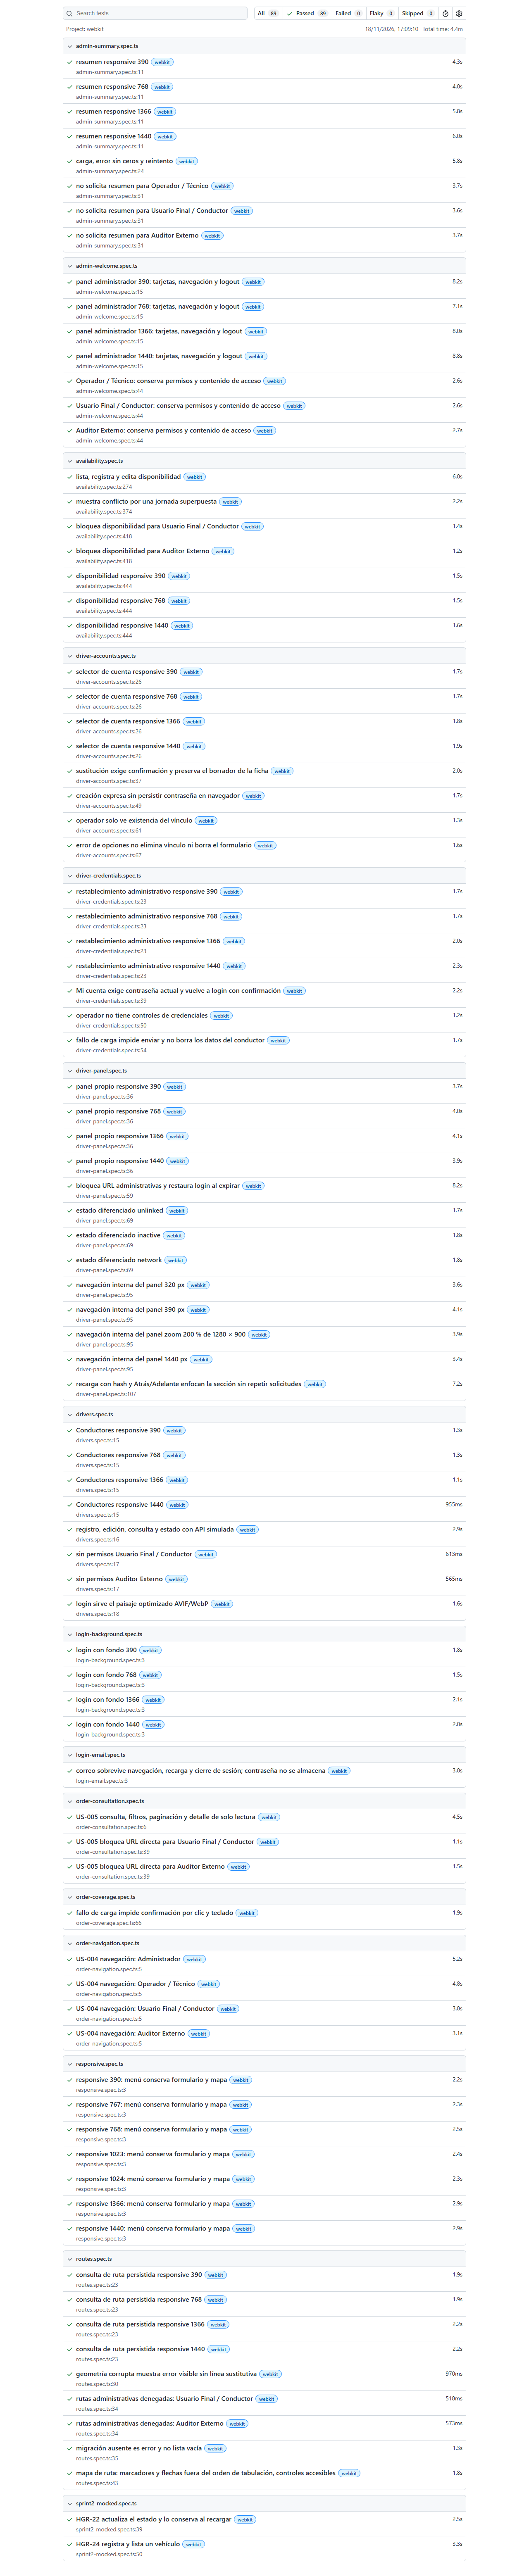 Search tests
All 89 Passed 89 Failed 0 Flaky 0 Skipped 0
Project: webkit 18/11/2026, 17:09:10 Total time: 4.4m
admin-summary.spec.ts
resumen responsive 390 webkit 4.3s
admin-summary.spec.ts:11
resumen responsive 768 webkit 4.0s
admin-summary.spec.ts:11
resumen responsive 1366 webkit 5.8s
admin-summary.spec.ts:11
resumen responsive 1440 webkit 6.0s
admin-summary.spec.ts:11
carga, error sin ceros y reintento webkit 5.8s
admin-summary.spec.ts:24
no solicita resumen para Operador / Técnico webkit 3.7s
admin-summary.spec.ts:31
no solicita resumen para Usuario Final / Conductor webkit 3.6s
admin-summary.spec.ts:31
no solicita resumen para Auditor Externo webkit 3.7s
admin-summary.spec.ts:31
admin-welcome.spec.ts
panel administrador 390: tarjetas, navegación y logout webkit 8.2s
admin-welcome.spec.ts:15
panel administrador 768: tarjetas, navegación y logout webkit 7.1s
admin-welcome.spec.ts:15
panel administrador 1366: tarjetas, navegación y logout webkit 8.0s
admin-welcome.spec.ts:15
panel administrador 1440: tarjetas, navegación y logout webkit 8.8s
admin-welcome.spec.ts:15
Operador / Técnico: conserva permisos y contenido de acceso webkit 2.6s
admin-welcome.spec.ts:44
Usuario Final / Conductor: conserva permisos y contenido de acceso webkit 2.6s
admin-welcome.spec.ts:44
Auditor Externo: conserva permisos y contenido de acceso webkit 2.7s
admin-welcome.spec.ts:44
availability.spec.ts
lista, registra y edita disponibilidad webkit 6.0s
availability.spec.ts:274
muestra conflicto por una jornada superpuesta webkit 2.2s
availability.spec.ts:374
bloquea disponibilidad para Usuario Final / Conductor webkit 1.4s
availability.spec.ts:418
bloquea disponibilidad para Auditor Externo webkit 1.2s
availability.spec.ts:418
disponibilidad responsive 390 webkit 1.5s
availability.spec.ts:444
disponibilidad responsive 768 webkit 1.5s
availability.spec.ts:444
disponibilidad responsive 1440 webkit 1.6s
availability.spec.ts:444
driver-accounts.spec.ts
selector de cuenta responsive 390 webkit 1.7s
driver-accounts.spec.ts:26
selector de cuenta responsive 768 webkit 1.7s
driver-accounts.spec.ts:26
selector de cuenta responsive 1366 webkit 1.8s
driver-accounts.spec.ts:26
selector de cuenta responsive 1440 webkit 1.9s
driver-accounts.spec.ts:26
sustitución exige confirmación y preserva el borrador de la ficha webkit 2.0s
driver-accounts.spec.ts:37
creación expresa sin persistir contraseña en navegador webkit 1.7s
driver-accounts.spec.ts:49
operador solo ve existencia del vínculo webkit 1.3s
driver-accounts.spec.ts:61
error de opciones no elimina vínculo ni borra el formulario webkit 1.6s
driver-accounts.spec.ts:67
driver-credentials.spec.ts
restablecimiento administrativo responsive 390 webkit 1.7s
driver-credentials.spec.ts:23
restablecimiento administrativo responsive 768 webkit 1.7s
driver-credentials.spec.ts:23
restablecimiento administrativo responsive 1366 webkit 2.0s
driver-credentials.spec.ts:23
restablecimiento administrativo responsive 1440 webkit 2.3s
driver-credentials.spec.ts:23
Mi cuenta exige contraseña actual y vuelve a login con confirmación webkit 2.2s
driver-credentials.spec.ts:39
operador no tiene controles de credenciales webkit 1.2s
driver-credentials.spec.ts:50
fallo de carga impide enviar y no borra los datos del conductor webkit 1.7s
driver-credentials.spec.ts:54
driver-panel.spec.ts
panel propio responsive 390 webkit 3.7s
driver-panel.spec.ts:36
panel propio responsive 768 webkit 4.0s
driver-panel.spec.ts:36
panel propio responsive 1366 webkit 4.1s
driver-panel.spec.ts:36
panel propio responsive 1440 webkit 3.9s
driver-panel.spec.ts:36
bloquea URL administrativas y restaura login al expirar webkit 8.2s
driver-panel.spec.ts:59
estado diferenciado unlinked webkit 1.7s
driver-panel.spec.ts:69
estado diferenciado inactive webkit 1.8s
driver-panel.spec.ts:69
estado diferenciado network webkit 1.8s
driver-panel.spec.ts:69
navegación interna del panel 320 px webkit 3.6s
driver-panel.spec.ts:95
navegación interna del panel 390 px webkit 4.1s
driver-panel.spec.ts:95
navegación interna del panel zoom 200 % de 1280 × 900 webkit 3.9s
driver-panel.spec.ts:95
navegación interna del panel 1440 px webkit 3.4s
driver-panel.spec.ts:95
recarga con hash y Atrás/Adelante enfocan la sección sin repetir solicitudes webkit 7.2s
driver-panel.spec.ts:107
drivers.spec.ts
Conductores responsive 390 webkit 1.3s
drivers.spec.ts:15
Conductores responsive 768 webkit 1.3s
drivers.spec.ts:15
Conductores responsive 1366 webkit 1.1s
drivers.spec.ts:15
Conductores responsive 1440 webkit 955ms
drivers.spec.ts:15
registro, edición, consulta y estado con API simulada webkit 2.9s
drivers.spec.ts:16
sin permisos Usuario Final / Conductor webkit 613ms
drivers.spec.ts:17
sin permisos Auditor Externo webkit 565ms
drivers.spec.ts:17
login sirve el paisaje optimizado AVIF/WebP webkit 1.6s
drivers.spec.ts:18
login-background.spec.ts
login con fondo 390 webkit 1.8s
login-background.spec.ts:3
login con fondo 768 webkit 1.5s
login-background.spec.ts:3
login con fondo 1366 webkit 2.1s
login-background.spec.ts:3
login con fondo 1440 webkit 2.0s
login-background.spec.ts:3
login-email.spec.ts
correo sobrevive navegación, recarga y cierre de sesión; contraseña no se almacena webkit 3.0s
login-email.spec.ts:3
order-consultation.spec.ts
US-005 consulta, filtros, paginación y detalle de solo lectura webkit 4.5s
order-consultation.spec.ts:6
US-005 bloquea URL directa para Usuario Final / Conductor webkit 1.1s
order-consultation.spec.ts:39
US-005 bloquea URL directa para Auditor Externo webkit 1.5s
order-consultation.spec.ts:39
order-coverage.spec.ts
fallo de carga impide confirmación por clic y teclado webkit 1.9s
order-coverage.spec.ts:66
order-navigation.spec.ts
US-004 navegación: Administrador webkit 5.2s
order-navigation.spec.ts:5
US-004 navegación: Operador / Técnico webkit 4.8s
order-navigation.spec.ts:5
US-004 navegación: Usuario Final / Conductor webkit 3.8s
order-navigation.spec.ts:5
US-004 navegación: Auditor Externo webkit 3.1s
order-navigation.spec.ts:5
responsive.spec.ts
responsive 390: menú conserva formulario y mapa webkit 2.2s
responsive.spec.ts:3
responsive 767: menú conserva formulario y mapa webkit 2.3s
responsive.spec.ts:3
responsive 768: menú conserva formulario y mapa webkit 2.5s
responsive.spec.ts:3
responsive 1023: menú conserva formulario y mapa webkit 2.4s
responsive.spec.ts:3
responsive 1024: menú conserva formulario y mapa webkit 2.3s
responsive.spec.ts:3
responsive 1366: menú conserva formulario y mapa webkit 2.9s
responsive.spec.ts:3
responsive 1440: menú conserva formulario y mapa webkit 2.9s
responsive.spec.ts:3
routes.spec.ts
consulta de ruta persistida responsive 390 webkit 1.9s
routes.spec.ts:23
consulta de ruta persistida responsive 768 webkit 1.9s
routes.spec.ts:23
consulta de ruta persistida responsive 1366 webkit 2.2s
routes.spec.ts:23
consulta de ruta persistida responsive 1440 webkit 2.2s
routes.spec.ts:23
geometría corrupta muestra error visible sin línea sustitutiva webkit 970ms
routes.spec.ts:30
rutas administrativas denegadas: Usuario Final / Conductor webkit 518ms
routes.spec.ts:34
rutas administrativas denegadas: Auditor Externo webkit 573ms
routes.spec.ts:34
migración ausente es error y no lista vacía webkit 1.3s
routes.spec.ts:35
mapa de ruta: marcadores y flechas fuera del orden de tabulación, controles accesibles webkit 1.8s
routes.spec.ts:43
sprint2-mocked.spec.ts
HGR-22 actualiza el estado y lo conserva al recargar webkit 2.5s
sprint2-mocked.spec.ts:39
HGR-24 registra y lista un vehículo webkit 3.3s
sprint2-mocked.spec.ts:50